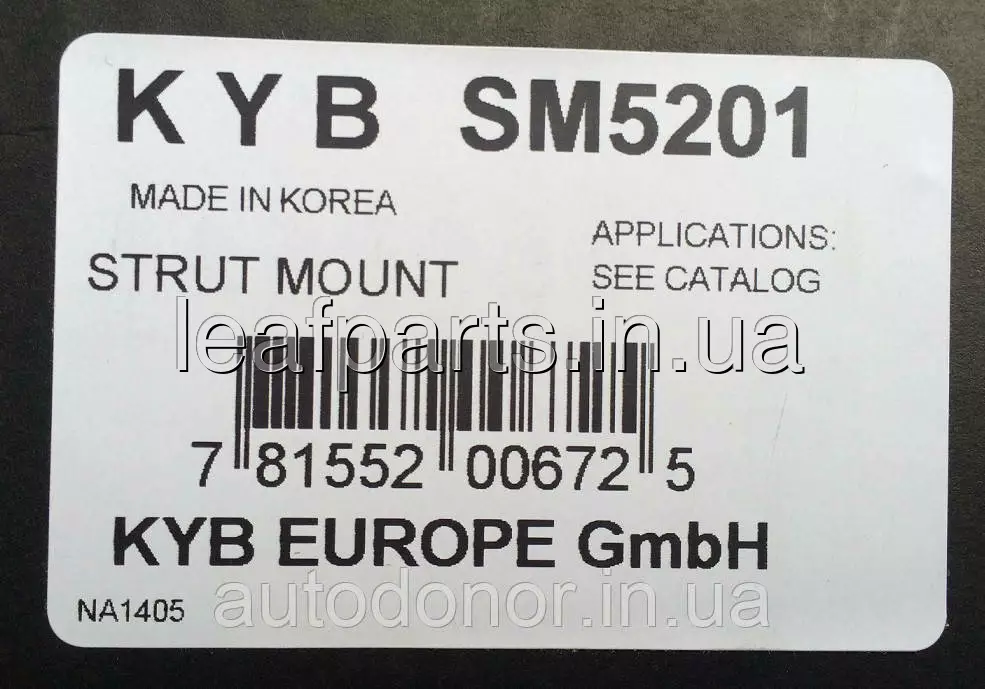 KYB SM5201
MADE IN KOREA
APPLICATIONS:
SEE CATALOG
STRUT MOUNT
leafparts.in.ua
7 81552 00672 5
KYB EUROPE GmbH
autodonor.in.ua
NA1405